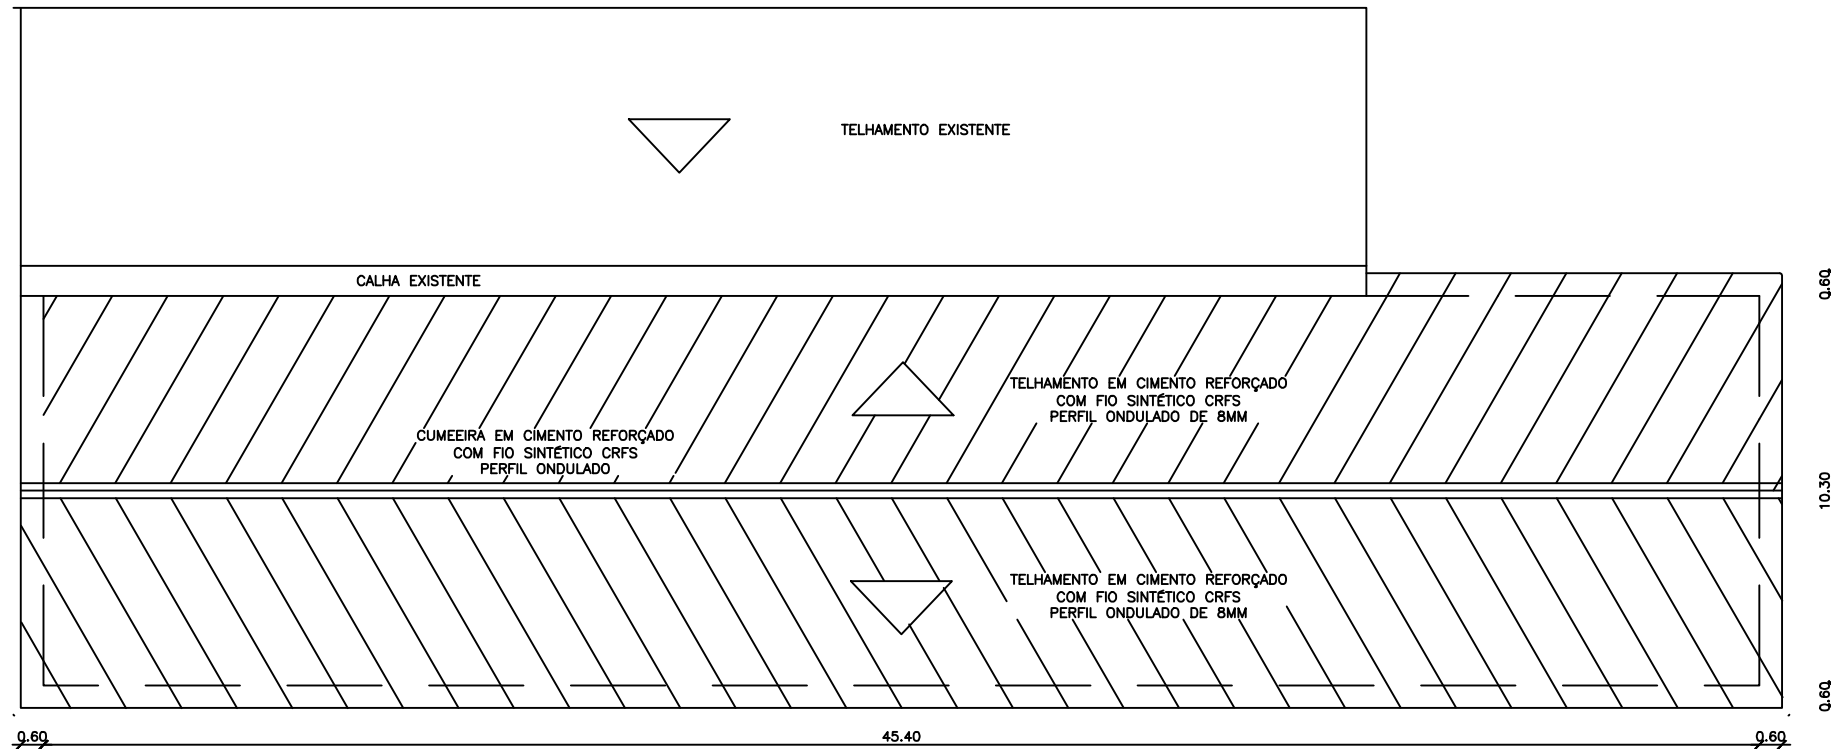 TELHAMENTO EXISTENTE
CALHA EXISTENTE
0.60
TELHAMENTO EM CIMENTO REFORÇADO
COM FIO SINTÉTICO CRFS
PERFIL ONDULADO DE 8MM
CUMEEIRA EM CIMENTO REFORÇADO
COM FIO SINTÉTICO CRFS
PERFIL ONDULADO
10.30
TELHAMENTO EM CIMENTO REFORÇADO
COM FIO SINTÉTICO CRFS
PERFIL ONDULADO DE 8MM
0.60
0.60
45.40
0.60